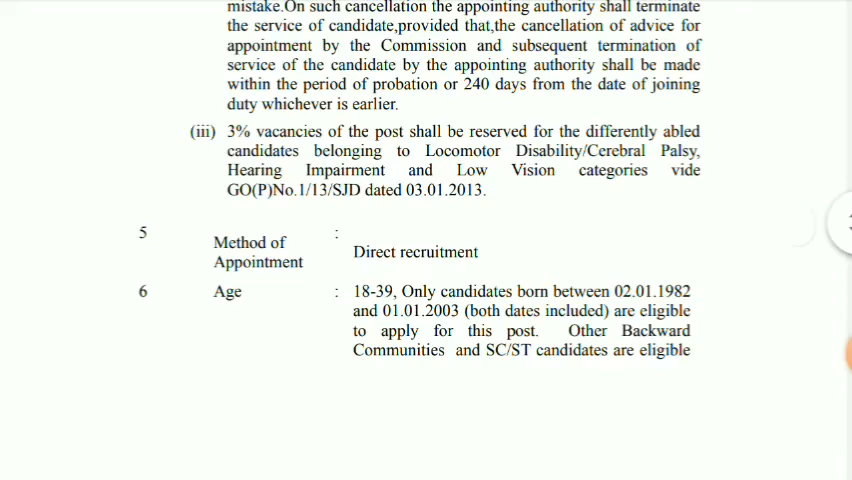 mistake.On such cancellation the appointing authority shall terminate
the service of candidate,provided that,the cancellation of advice for
appointment by the Commission and subsequent termination of
service of the candidate by the appointing authority shall be made
within the period of probation or 240 days from the date of joining
duty whichever is earlier.
(iii) 3% vacancies of the post shall be reserved for the differently abled
candidates belonging to Locomotor Disability/Cerebral Palsy,
Hearing Impairment and Low Vision categories vide
GO(P)No.1/13/SJD dated 03.01.2013.
5 Method of Appointment : Direct recruitment
6 Age : 18-39, Only candidates born between 02.01.1982
and 01.01.2003 (both dates included) are eligible
to apply for this post. Other Backward
Communities and SC/ST candidates are eligible